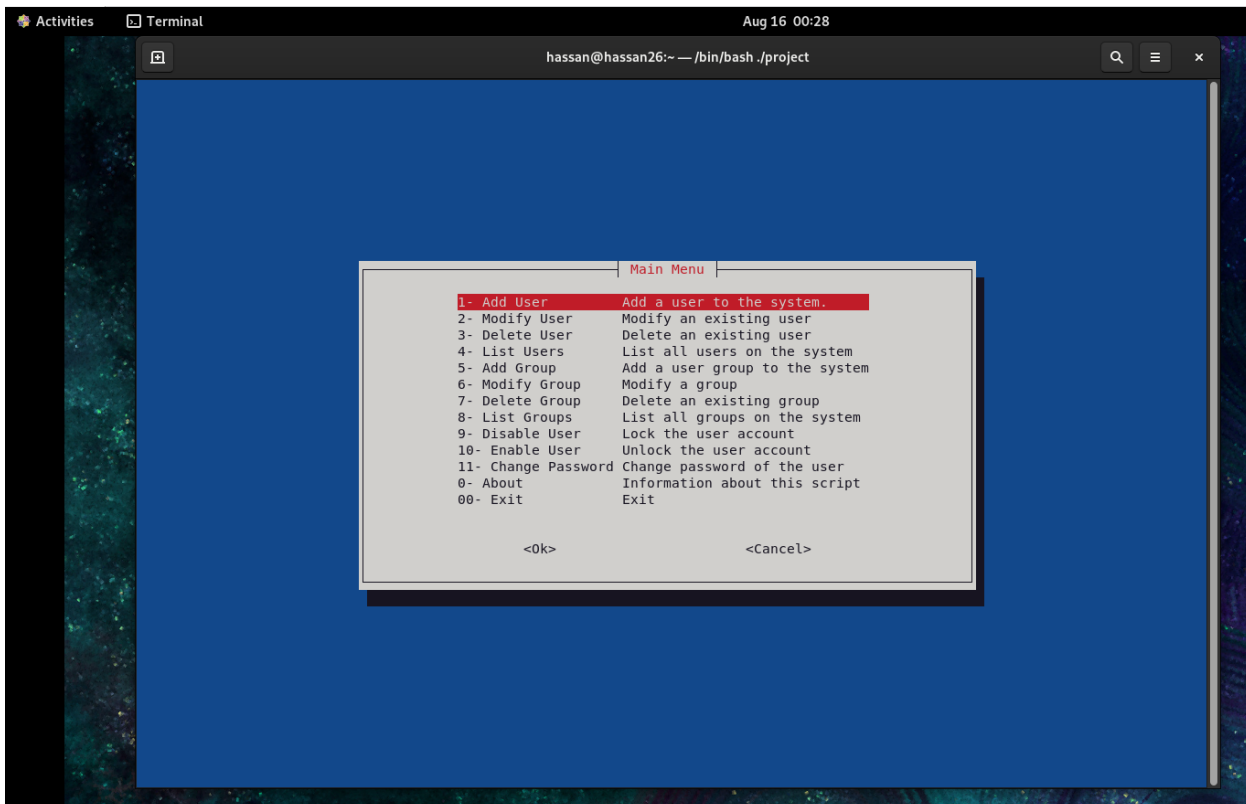 Activities Terminal Aug 16 00:28
hassan@hassan26:~ — /bin/bash ./project
Main Menu
1- Add User Add a user to the system.
2- Modify User Modify an existing user
3- Delete User Delete an existing user
4- List Users List all users on the system
5- Add Group Add a user group to the system
6- Modify Group Modify a group
7- Delete Group Delete an existing group
8- List Groups List all groups on the system
9- Disable User Lock the user account
10- Enable User Unlock the user account
11- Change Password Change password of the user
0- About Information about this script
00- Exit Exit
<Ok> <Cancel>